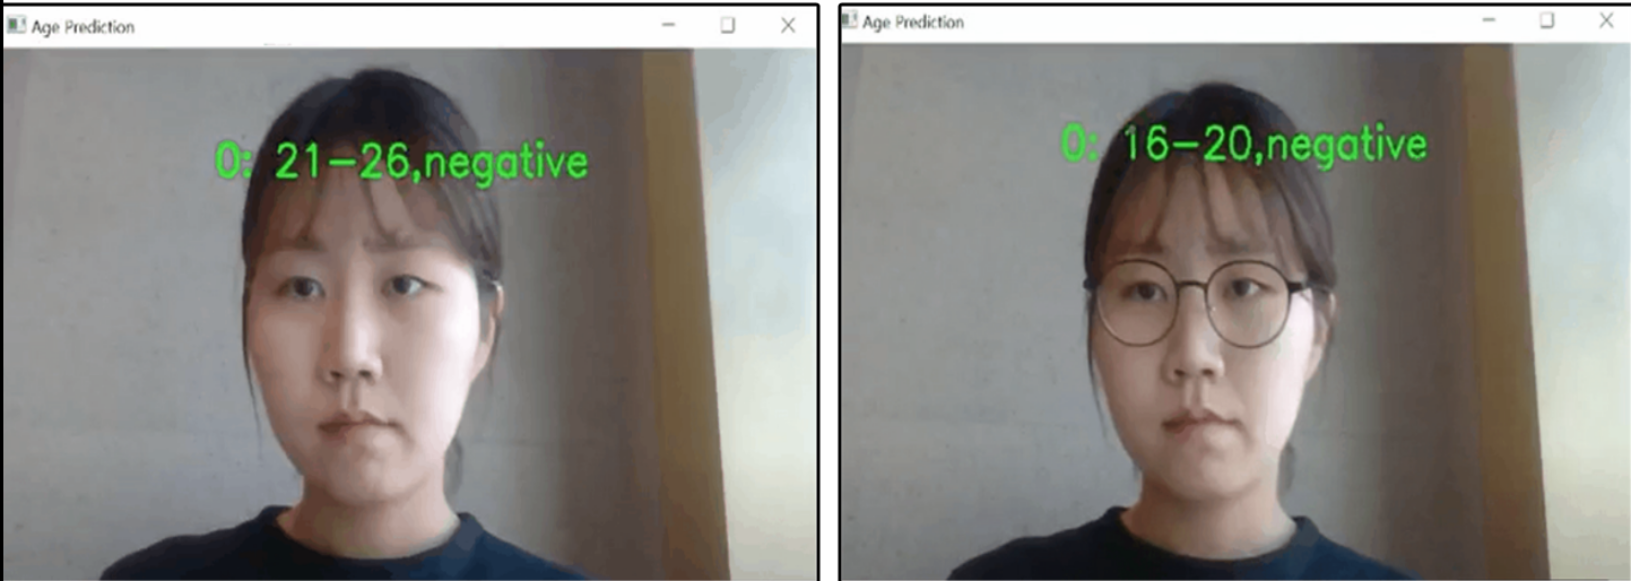 Age Prediction
0: 21-26,negative
Age Prediction
0: 16-20,negative